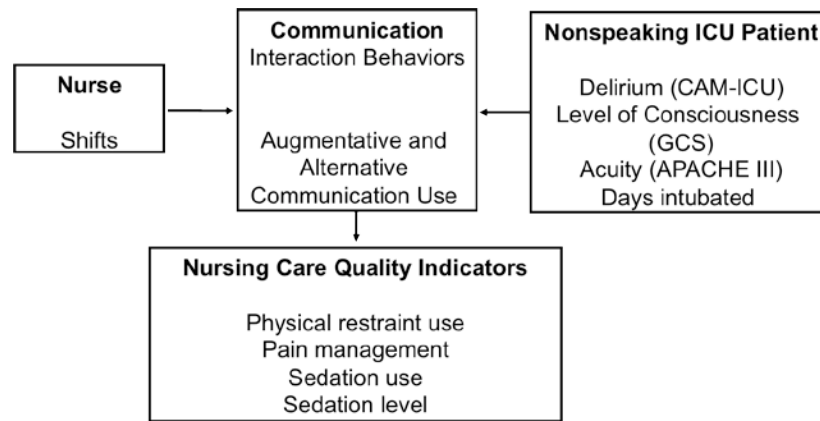 Nurse
Shifts
Communication
Interaction Behaviors
Augmentative and
Alternative
Communication Use
Nonspeaking ICU Patient
Delirium (CAM-ICU)
Level of Consciousness
(GCS)
Acuity (APACHE III)
Days intubated
Nursing Care Quality Indicators
Physical restraint use
Pain management
Sedation use
Sedation level